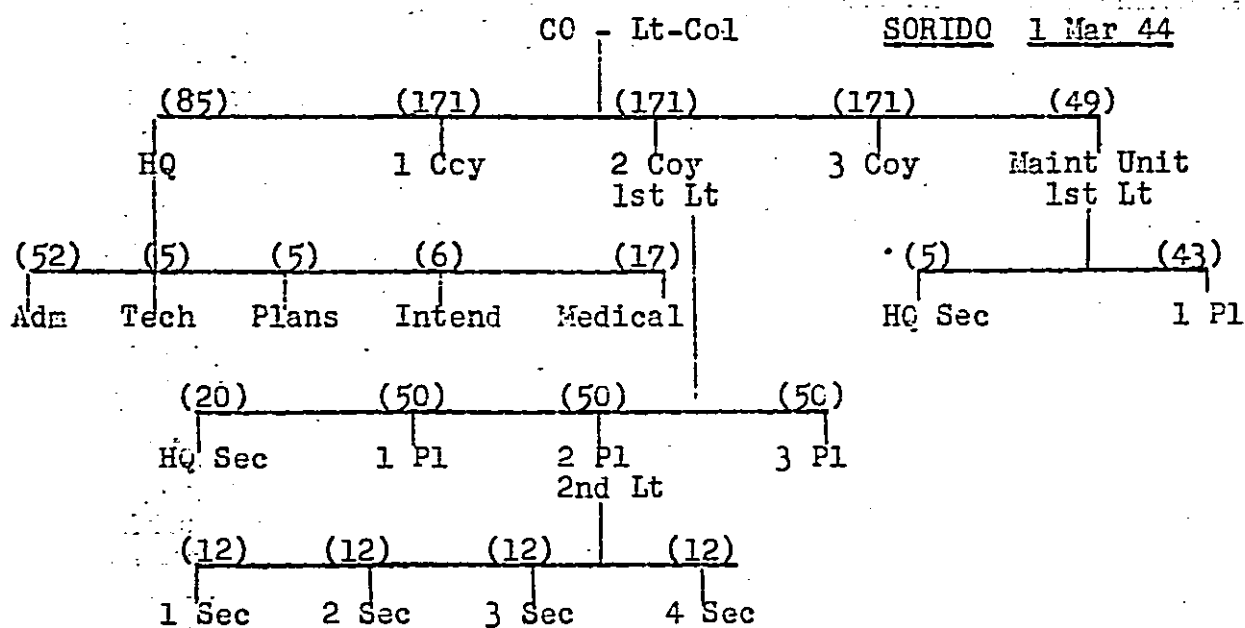 CO - Lt-Col SORIDO 1 Mar 44
(85) (171) (171) (171) (49)
HQ 1 Coy 2 Coy 3 Coy Maint Unit
1st Lt 1st Lt
(52) (5) (5) (6) (17) (5) (43)
Adm Tech Plans Intend Medical HQ Sec 1 Pl
(20) (50) (50) (50)
HQ Sec 1 Pl 2 Pl 3 Pl
2nd Lt
(12) (12) (12) (12)
1 Sec 2 Sec 3 Sec 4 Sec